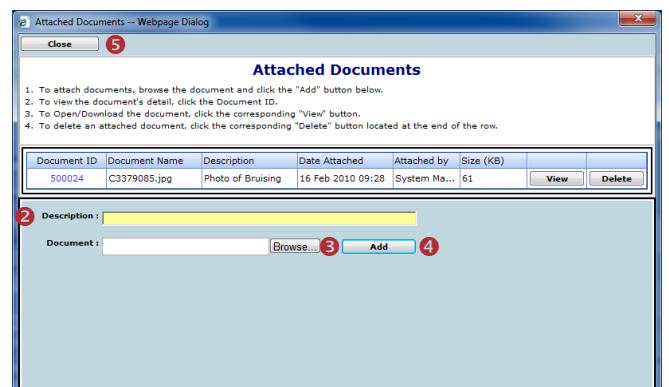 Attached Documents -- Webpage Dialog
x
Close 5
Attached Documents
1. To attach documents, browse the document and click the "Add" button below.
2. To view the document's detail, click the Document ID.
3. To Open/Download the document, click the corresponding "View" button.
4. To delete an attached document, click the corresponding "Delete" button located at the end of the row.
Document ID Document Name Description Date Attached Attached by Size (KB)
500024 C3379085.jpg Photo of Bruising 16 Feb 2010 09:28 System Ma... 61 View Delete
2 Description :
Document : Browse... 3 Add 4